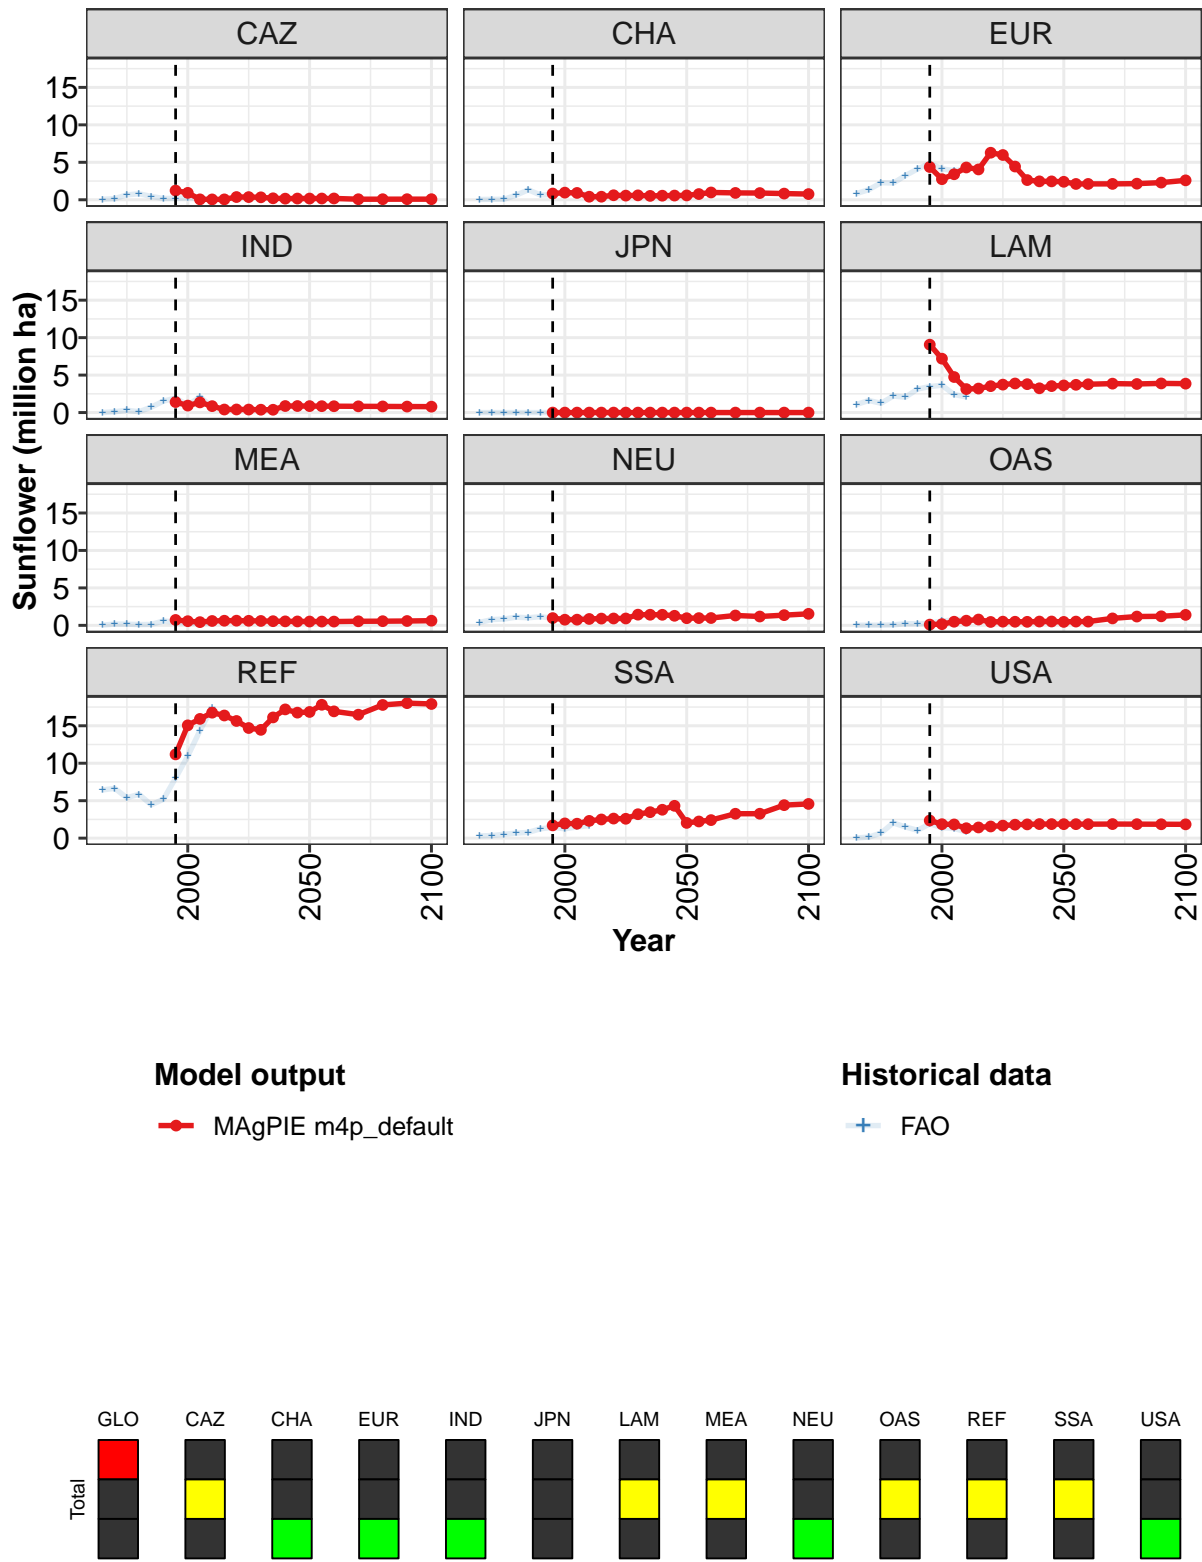 CAZ CHA EUR
15
10
5
0
IND JPN LAM
15
10
5
0
MEA NEU OAS
15
10
5
0
REF SSA USA
15
10
5
0
Sunflower (million ha)
2000 2050 2100 2000 2050 2100 2000 2050 2100
Year
Model output Historical data
MAgPIE m4p_default FAO
GLO CAZ CHA EUR IND JPN LAM MEA NEU OAS REF SSA USA
Total